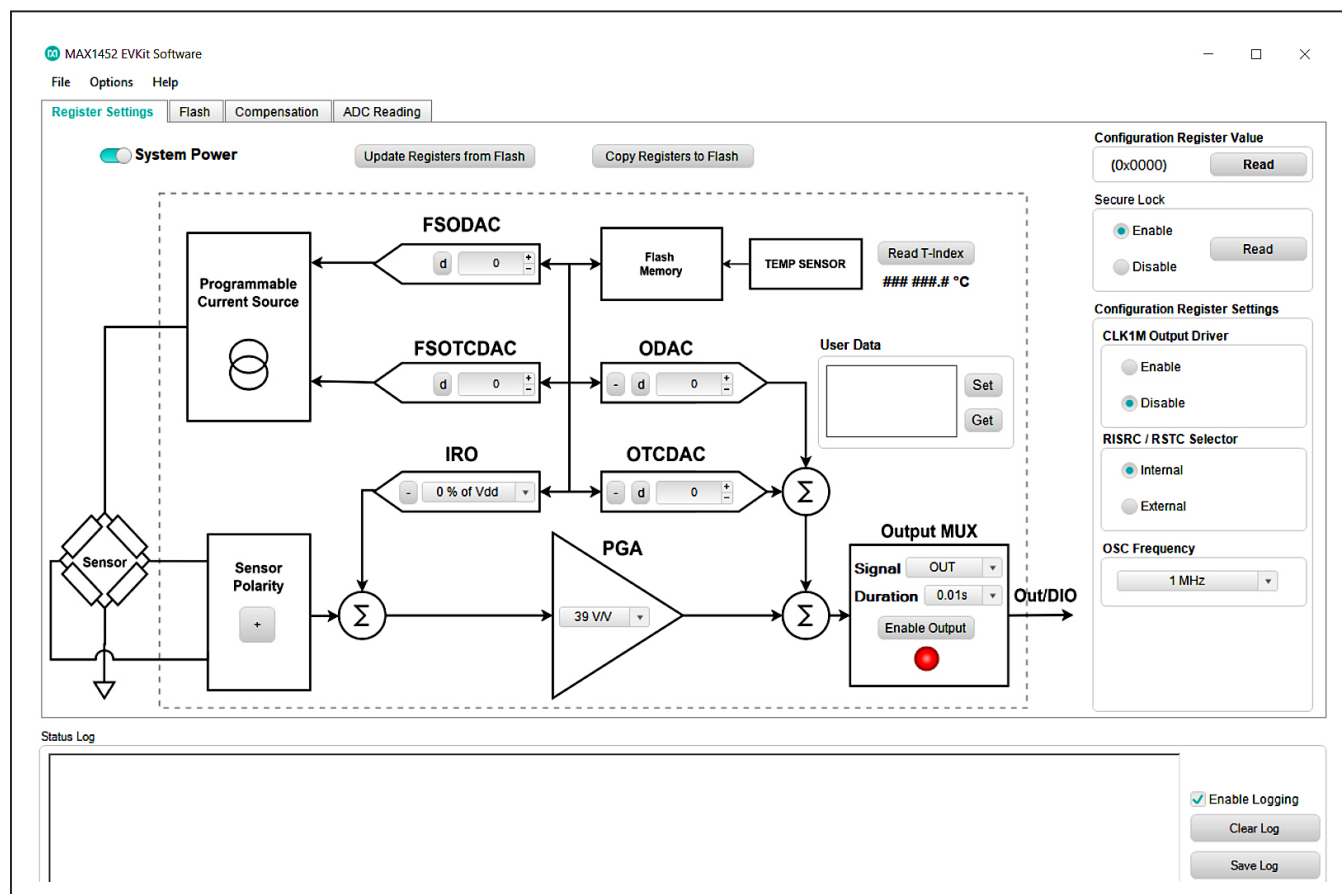 MAX1452 EVKit Software
File Options Help
Register Settings Flash Compensation ADC Reading
System Power
Update Registers from Flash
Copy Registers to Flash
FSODAC
d 0 + -
Programmable
Current Source
Flash
Memory
TEMP SENSOR
Read T-Index
### ###.# °C
FSOTCDAC
d 0 + -
ODAC
- d 0 + -
User Data
Set
Get
IRO
- 0 % of Vdd
OTCDAC
- d 0 + -
Σ
Sensor
Sensor
Polarity
+
Σ
PGA
39 V/V
Σ
Output MUX
Signal OUT
Duration 0.01s
Enable Output
Out/DIO
Configuration Register Value
(0x0000) Read
Secure Lock
Enable
Read
Disable
Configuration Register Settings
CLK1M Output Driver
Enable
Disable
RISRC / RSTC Selector
Internal
External
OSC Frequency
1 MHz
Status Log
Enable Logging
Clear Log
Save Log